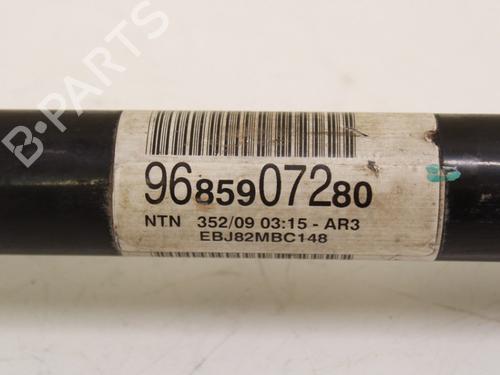 B-PARTS
9685907280
NTN 352/09 03:15 - AR3
EBJ82MBC148